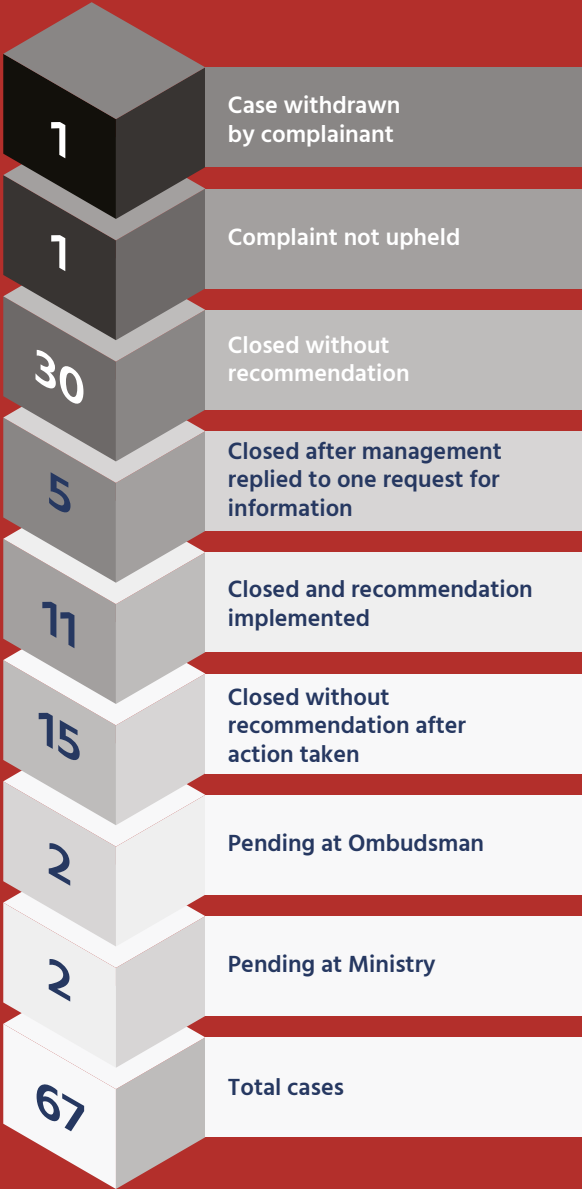 1
Case withdrawn
by complainant
1
Complaint not upheld
30
Closed without
recommendation
5
Closed after management
replied to one request for
information
11
Closed and recommendation
implemented
15
Closed without
recommendation after
action taken
2
Pending at Ombudsman
2
Pending at Ministry
67
Total cases